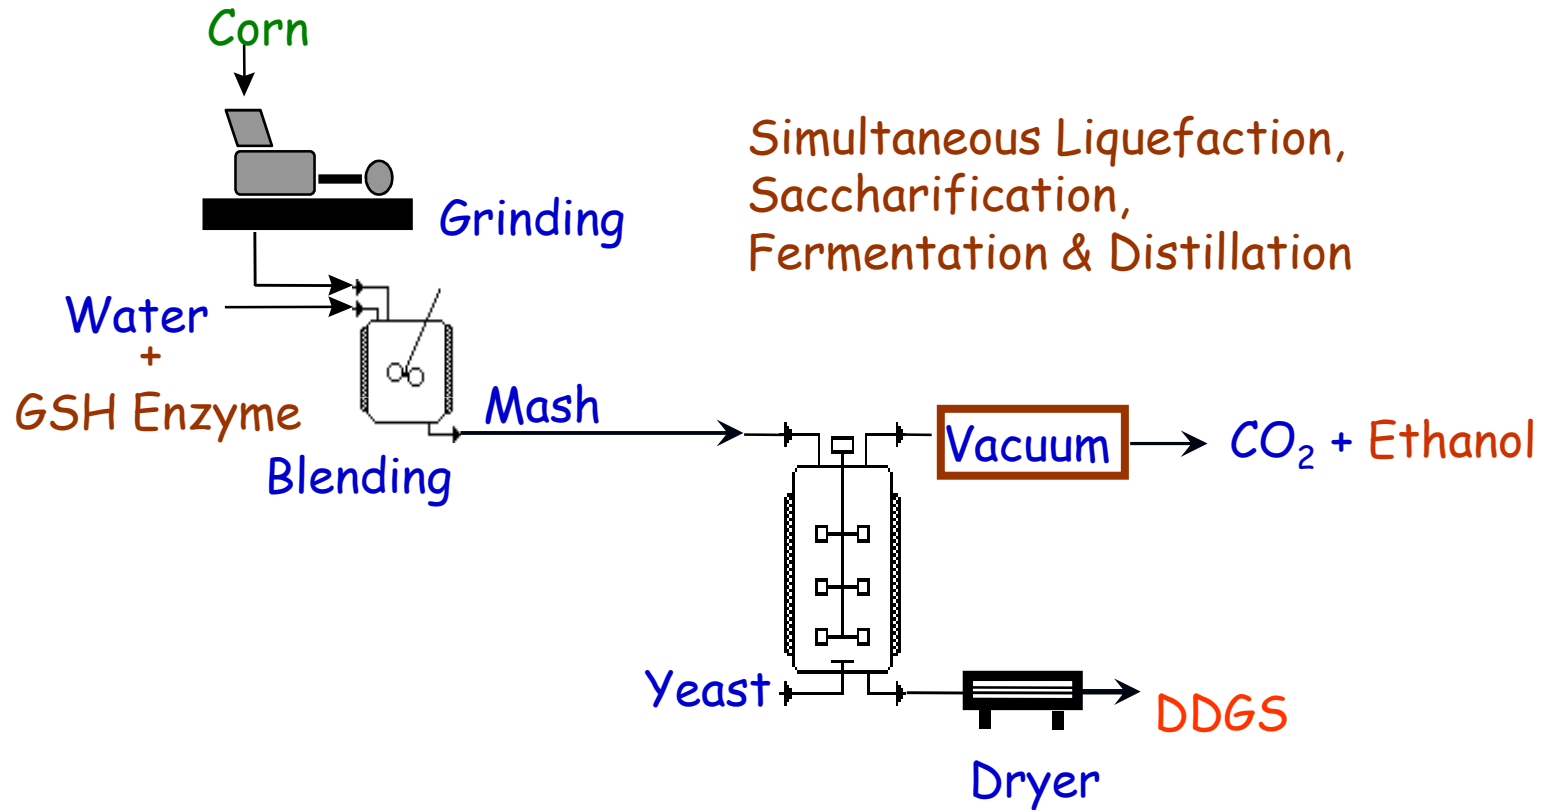 Corn
Simultaneous Liquefaction,
Saccharification,
Fermentation & Distillation
Grinding
Water
+
GSH Enzyme
Mash
Blending
Vacuum
CO₂ + Ethanol
Yeast
DDGS
Dryer